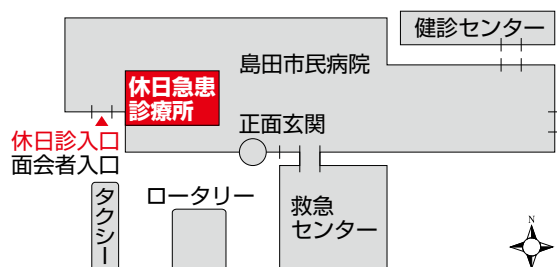 健診センター
島田市民病院
休日急患
診療所
正面玄関
休日診入口
面会者入口
タクシー
ロータリー
救急
センター